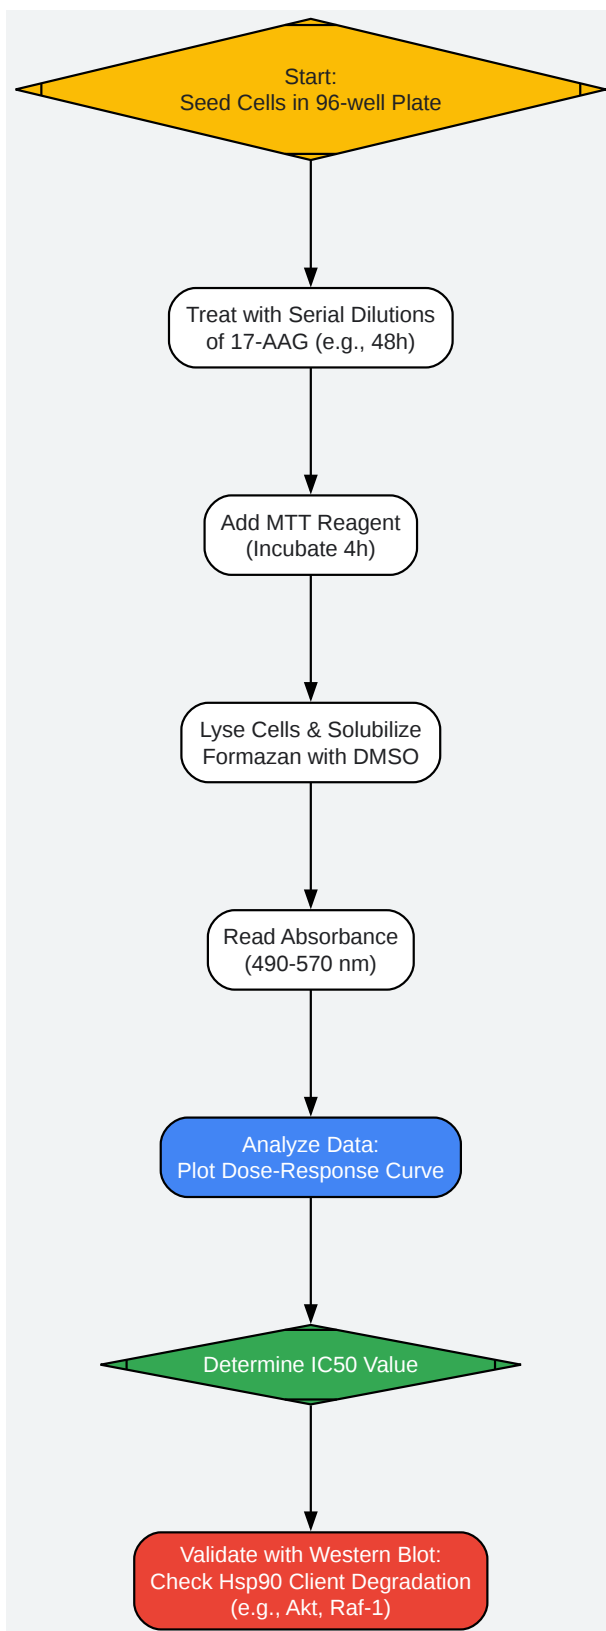 Start:
Seed Cells in 96-well Plate
Treat with Serial Dilutions
of 17-AAG (e.g., 48h)
Add MTT Reagent
(Incubate 4h)
Lyse Cells & Solubilize
Formazan with DMSO
Read Absorbance
(490-570 nm)
Analyze Data:
Plot Dose-Response Curve
Determine IC50 Value
Validate with Western Blot:
Check Hsp90 Client Degradation
(e.g., Akt, Raf-1)